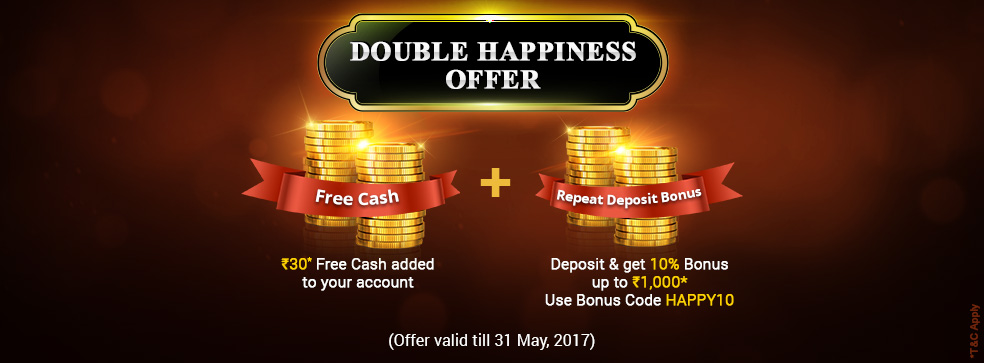 DOUBLE HAPPINESS
OFFER
Free Cash
+
Repeat Deposit Bonus
₹30* Free Cash added
to your account
Deposit & get 10% Bonus
up to ₹1,000*
Use Bonus Code HAPPY10
(Offer valid till 31 May, 2017)
*T&C Apply